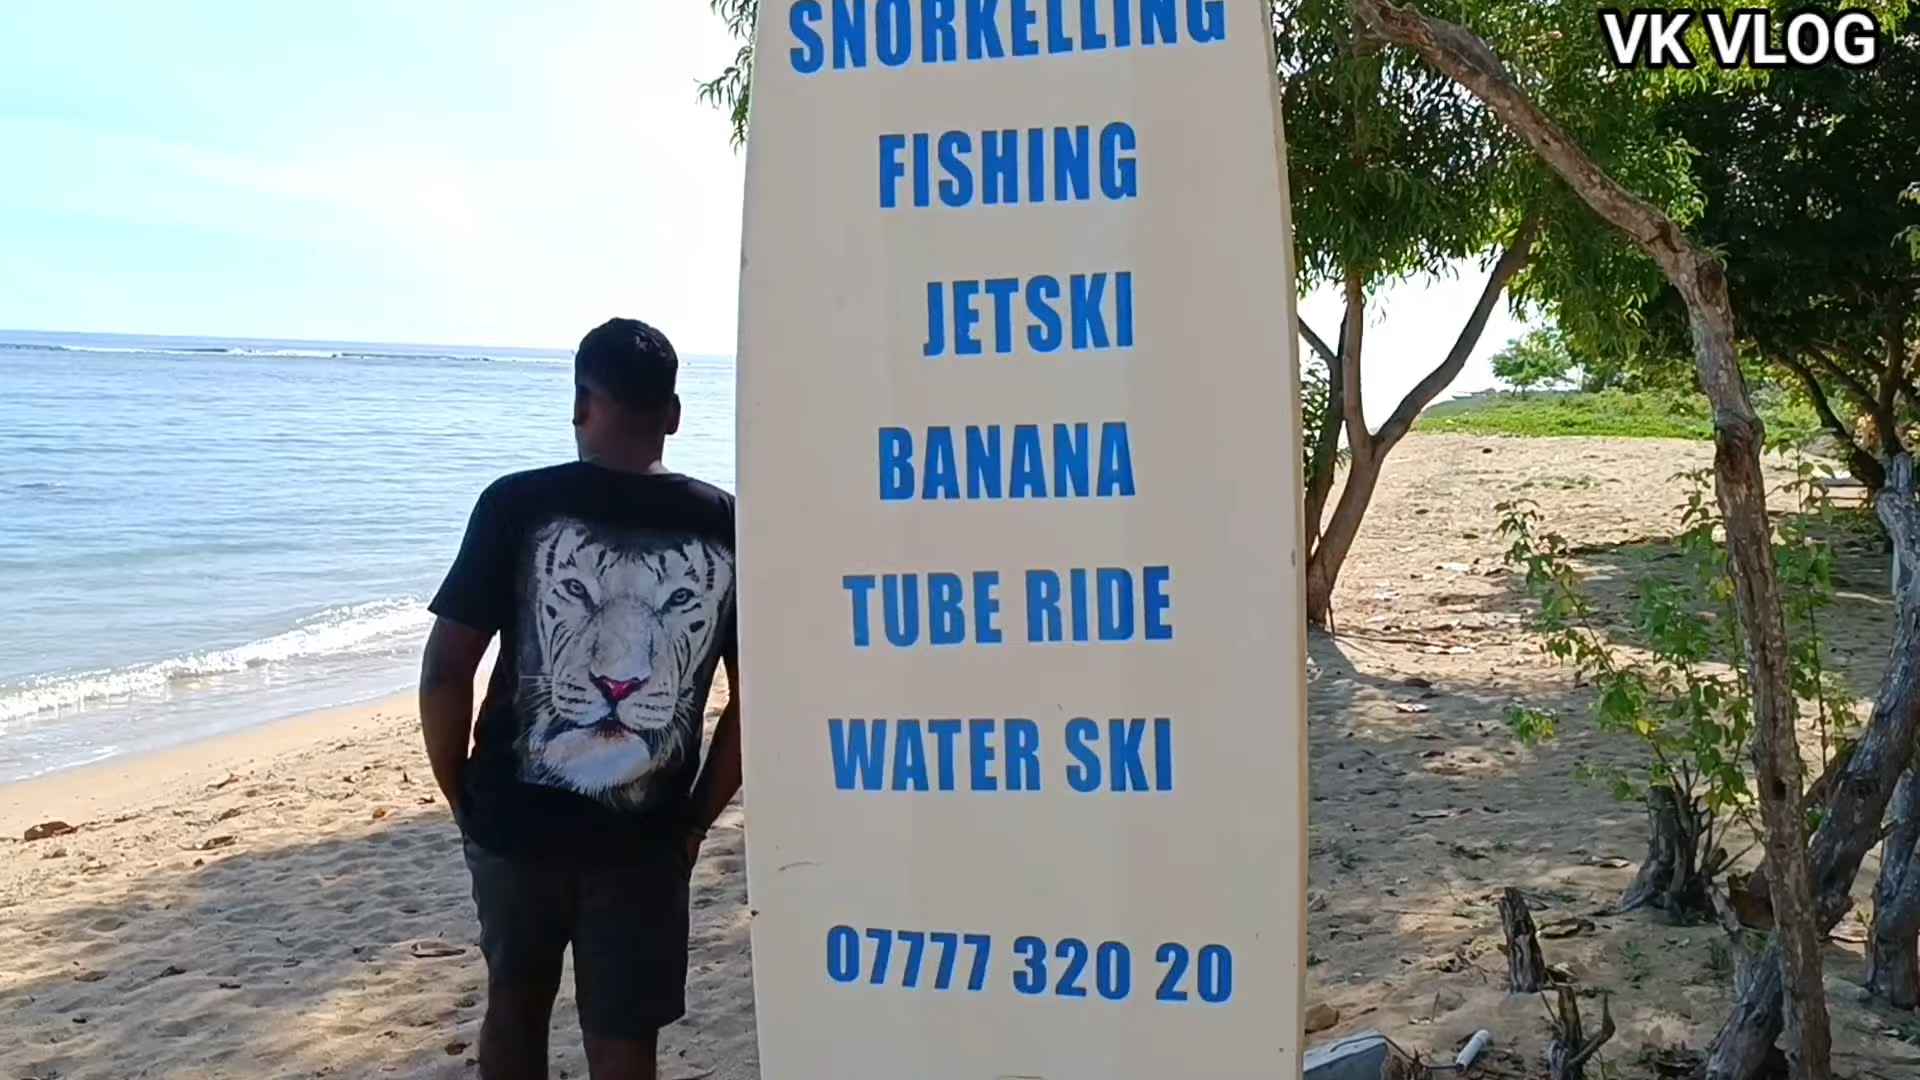 VK VLOG
SNORKELLING
FISHING
JETSKI
BANANA
TUBE RIDE
WATER SKI
07777 320 20